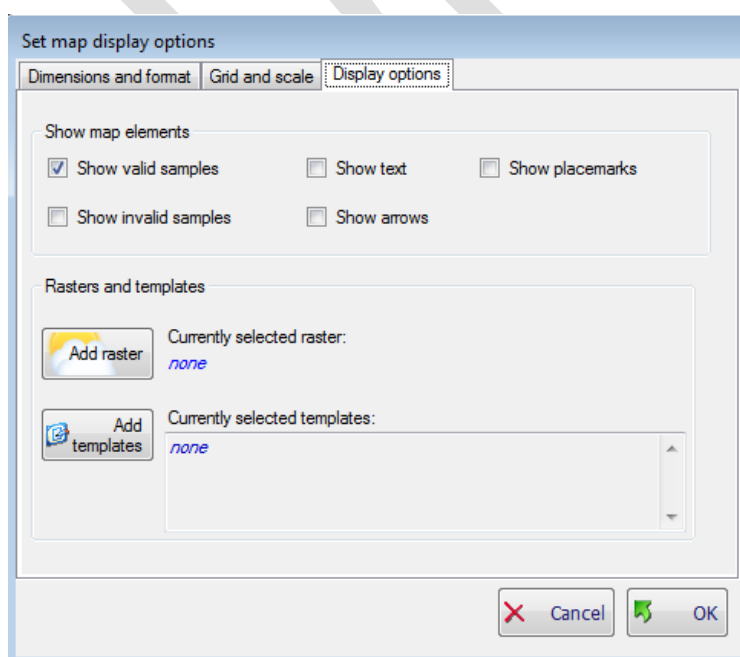 Set map display options
Dimensions and format Grid and scale Display options
Show map elements
Show valid samples Show text Show placemarks
Show invalid samples Show arrows
Rasters and templates
Add raster
Currently selected raster:
none
Add
templates
Currently selected templates:
none
Cancel OK